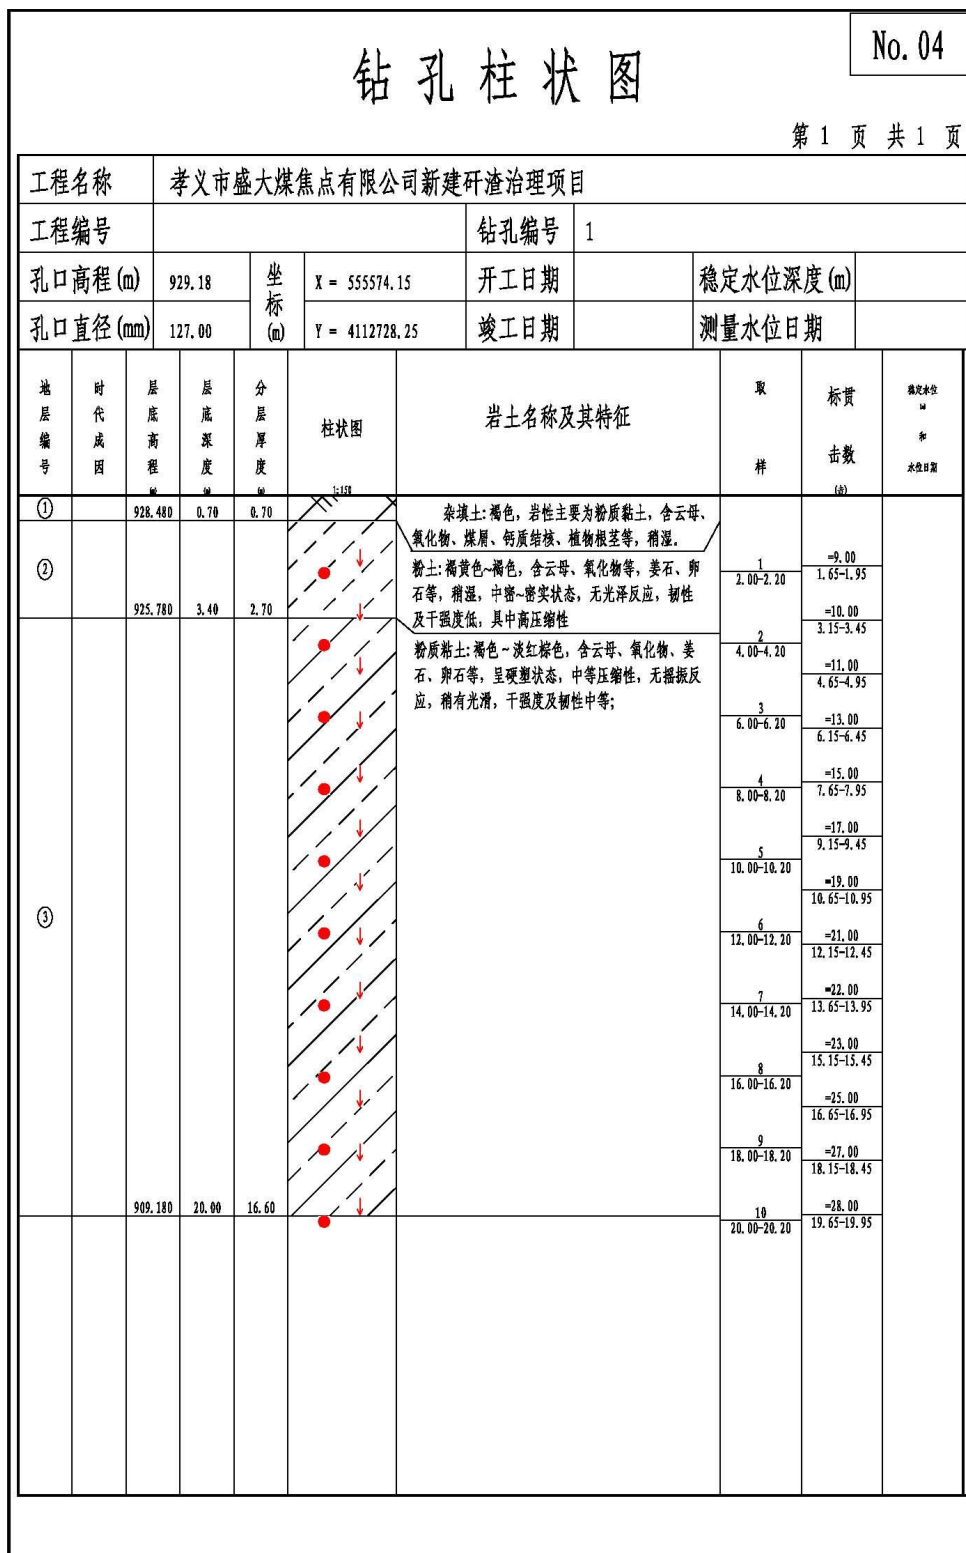 No. 04
钻孔柱状图
第 1 页 共 1 页
工程名称 孝义市盛大煤焦点有限公司新建矸渣治理项目
工程编号 钻孔编号 1
孔口高程(m) 929.18 坐标(m) X = 555574.15 开工日期 稳定水位深度(m)
孔口直径(mm) 127.00 Y = 4112728.25 竣工日期 测量水位日期
地层编号 时代成因 层底高程(m) 层底深度(m) 分层厚度(m) 柱状图 1:150 岩土名称及其特征 取样 标贯击数(击) 稳定水位(m)和水位日期
① 928.480 0.70 0.70
杂填土:褐色，岩性主要为粉质黏土，含云母、
氧化物、煤屑、钙质结核、植物根茎等，稍湿。
② 925.780 3.40 2.70
粉土:褐黄色~褐色，含云母、氧化物等，姜石、卵
石等，稍湿，中密~密实状态，无光泽反应，韧性
及干强度低，具中高压缩性
③ 909.180 20.00 16.60
粉质粘土:褐色~淡红棕色，含云母、氧化物、姜
石、卵石等，呈硬塑状态，中等压缩性，无摇振反
应，稍有光滑，干强度及韧性中等;
1
2.00-2.20
2
4.00-4.20
3
6.00-6.20
4
8.00-8.20
5
10.00-10.20
6
12.00-12.20
7
14.00-14.20
8
16.00-16.20
9
18.00-18.20
10
20.00-20.20
=9.00
1.65-1.95
=10.00
3.15-3.45
=11.00
4.65-4.95
=13.00
6.15-6.45
=15.00
7.65-7.95
=17.00
9.15-9.45
=19.00
10.65-10.95
=21.00
12.15-12.45
=22.00
13.65-13.95
=23.00
15.15-15.45
=25.00
16.65-16.95
=27.00
18.15-18.45
=28.00
19.65-19.95